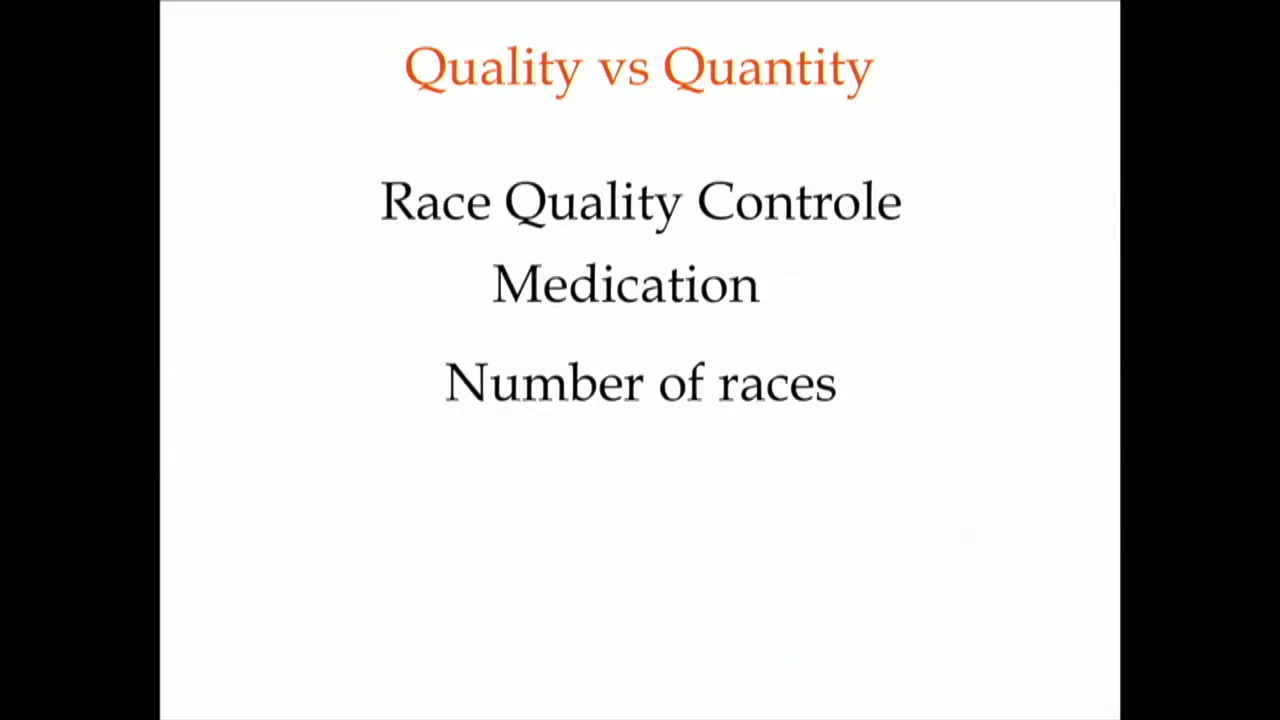 Quality vs Quantity
Race Quality Controle
Medication
Number of races